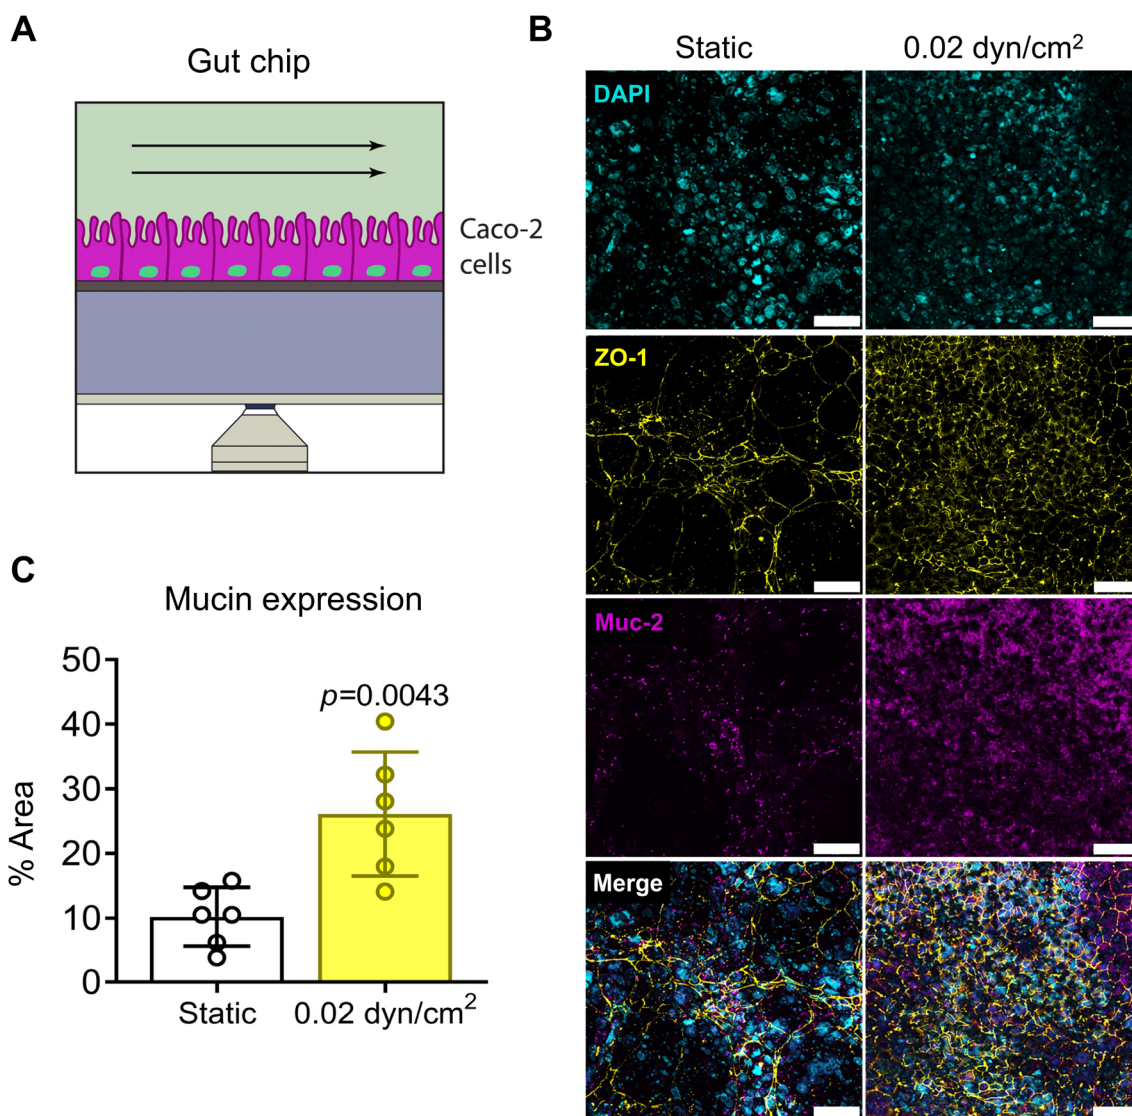 A
Gut chip
Caco-2
cells
B
Static
0.02 dyn/cm²
DAPI
ZO-1
Muc-2
Merge
C
Mucin expression
50
40
30
20
10
0
% Area
p=0.0043
Static
0.02 dyn/cm²